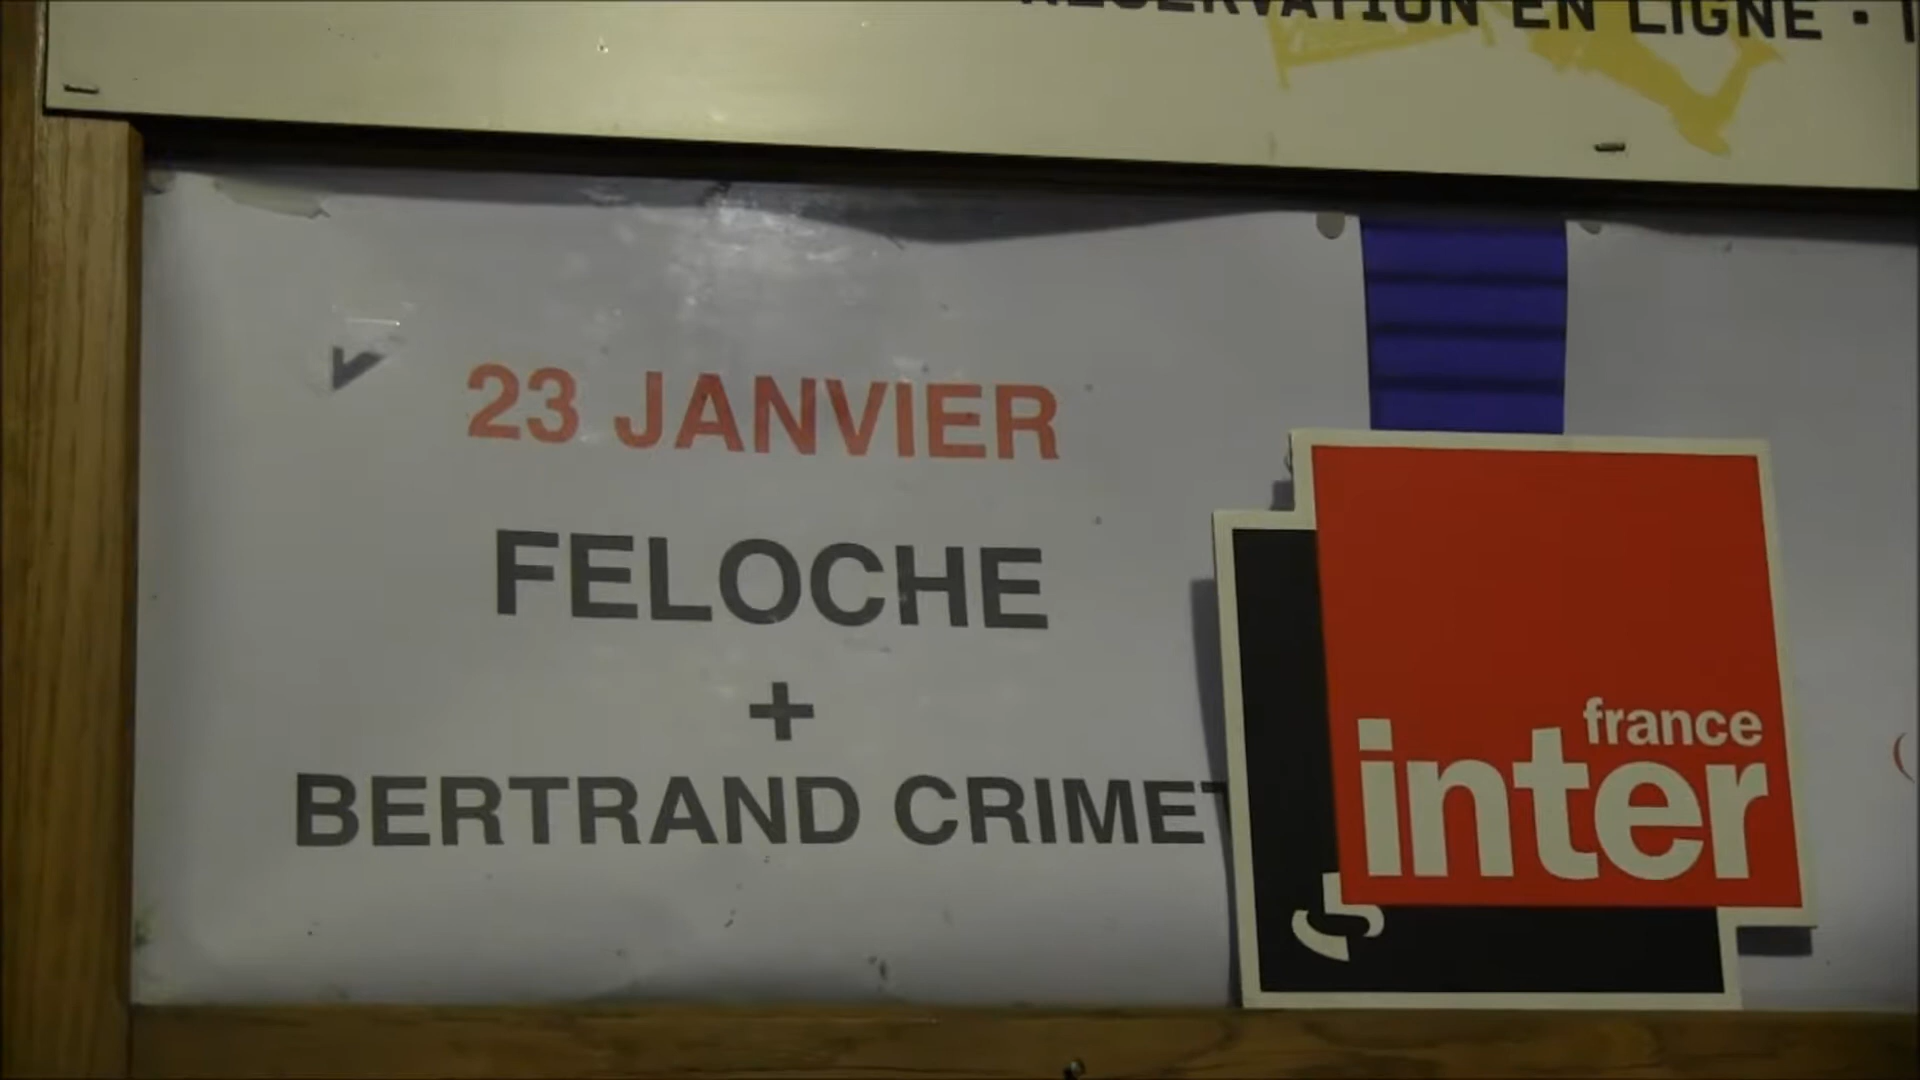 RÉSERVATION EN LIGNE •
23 JANVIER
FELOCHE
+
BERTRAND CRIMET
france
inter